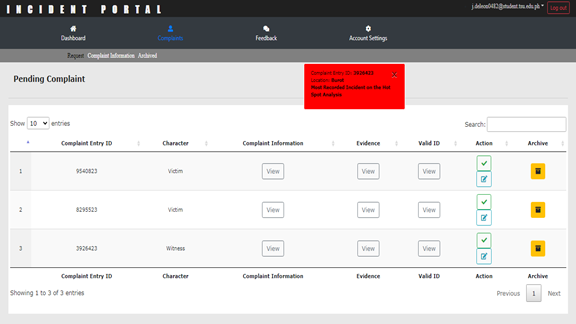 INCIDENT PORTAL
j.deleon0482@student.tsu.edu.ph
Log out
Dashboard
Complaints
Feedback
Account Settings
Request Complaint Information Archived
Pending Complaint
Complaint Entry ID: 3926423
Location: Burot
Most Recorded Incident on the Hot
Spot Analysis
Show 10 entries
Search:
Complaint Entry ID Character Complaint Information Evidence Valid ID Action Archive
1 9540823 Victim View View View
2 8295523 Victim View View View
3 3926423 Witness View View View
Complaint Entry ID Character Complaint Information Evidence Valid ID Action Archive
Showing 1 to 3 of 3 entries
Previous 1 Next